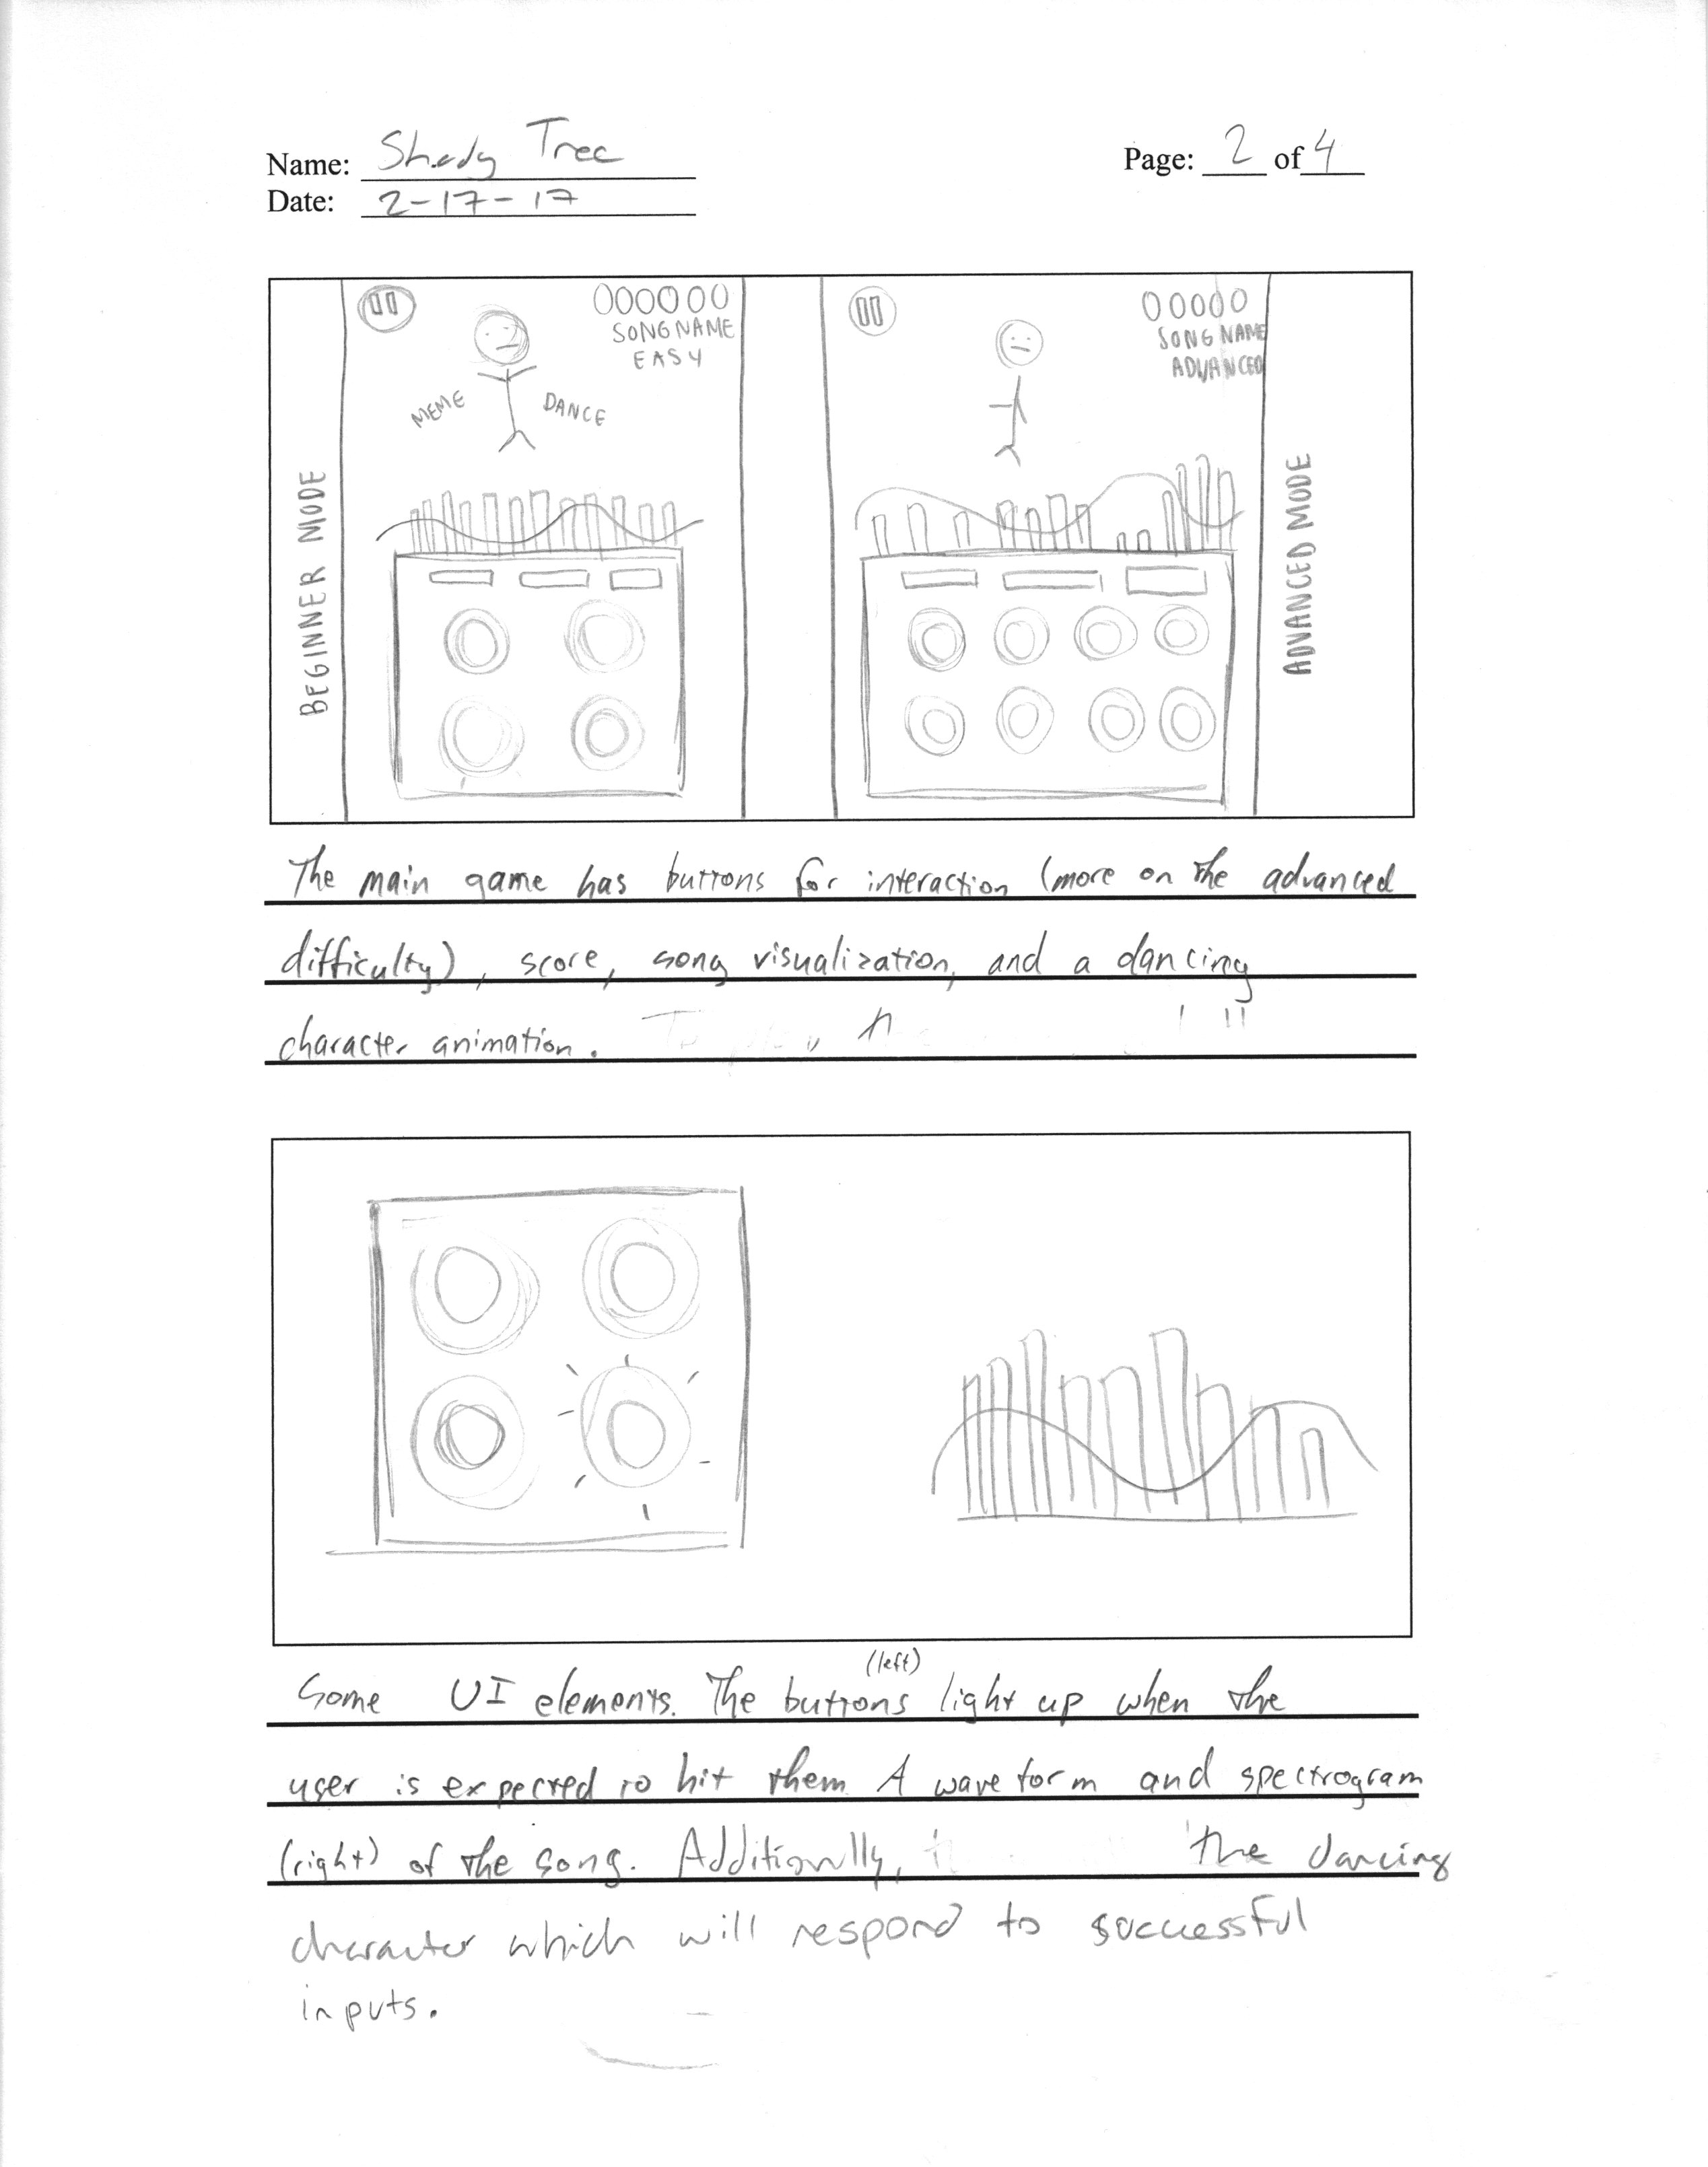 Name: Shady Tree
Page: 2 of 4
Date: 2-17-17
000000
SONGNAME
EASY
MEME DANCE
BEGINNER MODE
00000
SONG NAME
ADVANCED
ADVANCED MODE
The main game has buttons for interaction (more on the advanced
difficulty), score, song visualization, and a dancing
character animation.
(left)
Some UI elements. The buttons light up when the
user is expected to hit them A waveform and spectrogram
(right) of the song. Additionally, the dancing
character which will respond to successful
inputs.